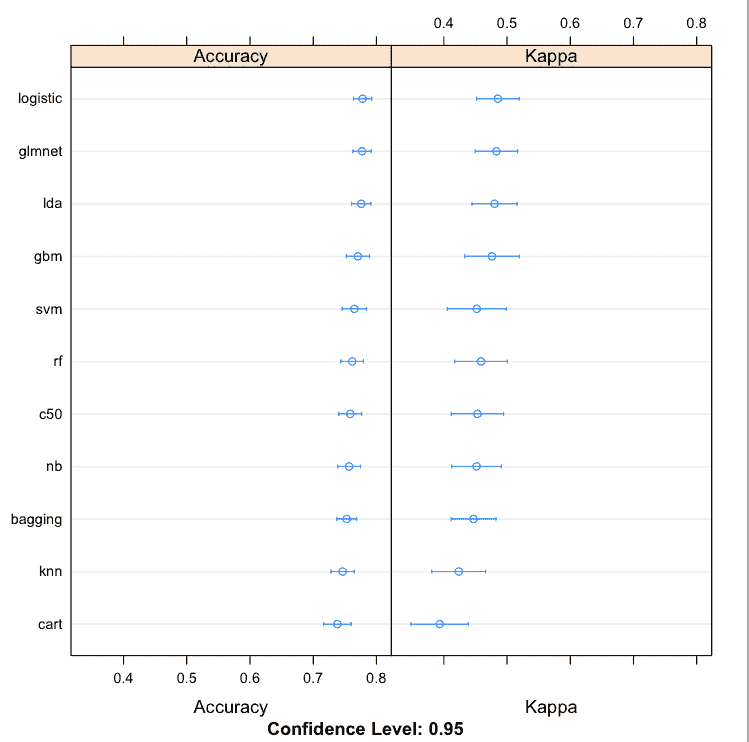 0.4 0.5 0.6 0.7 0.8
Accuracy Kappa
logistic
glmnet
lda
gbm
svm
rf
c50
nb
bagging
knn
cart
0.4 0.5 0.6 0.7 0.8
Accuracy Kappa
Confidence Level: 0.95